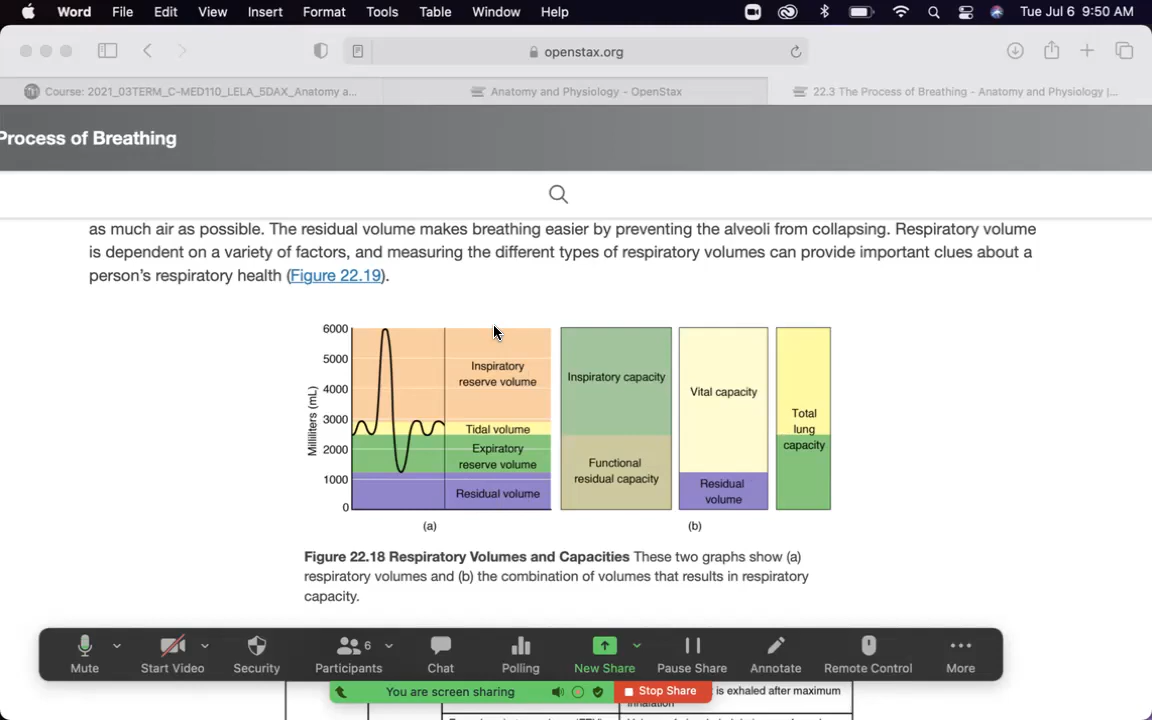 Word File Edit View Insert Format Tools Table Window Help Tue Jul 6 9:50 AM
openstax.org
Course: 2021_03TERM_C-MED110_LELA_5DAX_Anatomy a... Anatomy and Physiology - OpenStax 22.3 The Process of Breathing - Anatomy and Physiology |...
Process of Breathing
as much air as possible. The residual volume makes breathing easier by preventing the alveoli from collapsing. Respiratory volume
is dependent on a variety of factors, and measuring the different types of respiratory volumes can provide important clues about a
person's respiratory health (Figure 22.19).
Milliliters (mL)
6000
5000
4000
3000
2000
1000
0
Inspiratory
reserve volume
Tidal volume
Expiratory
reserve volume
Residual volume
(a)
Inspiratory capacity
Functional
residual capacity
Vital capacity
Residual
volume
Total
lung
capacity
(b)
Figure 22.18 Respiratory Volumes and Capacities These two graphs show (a)
respiratory volumes and (b) the combination of volumes that results in respiratory
capacity.
Mute Start Video Security Participants 6 Chat Polling New Share Pause Share Annotate Remote Control More
You are screen sharing Stop Share
is exhaled after maximum